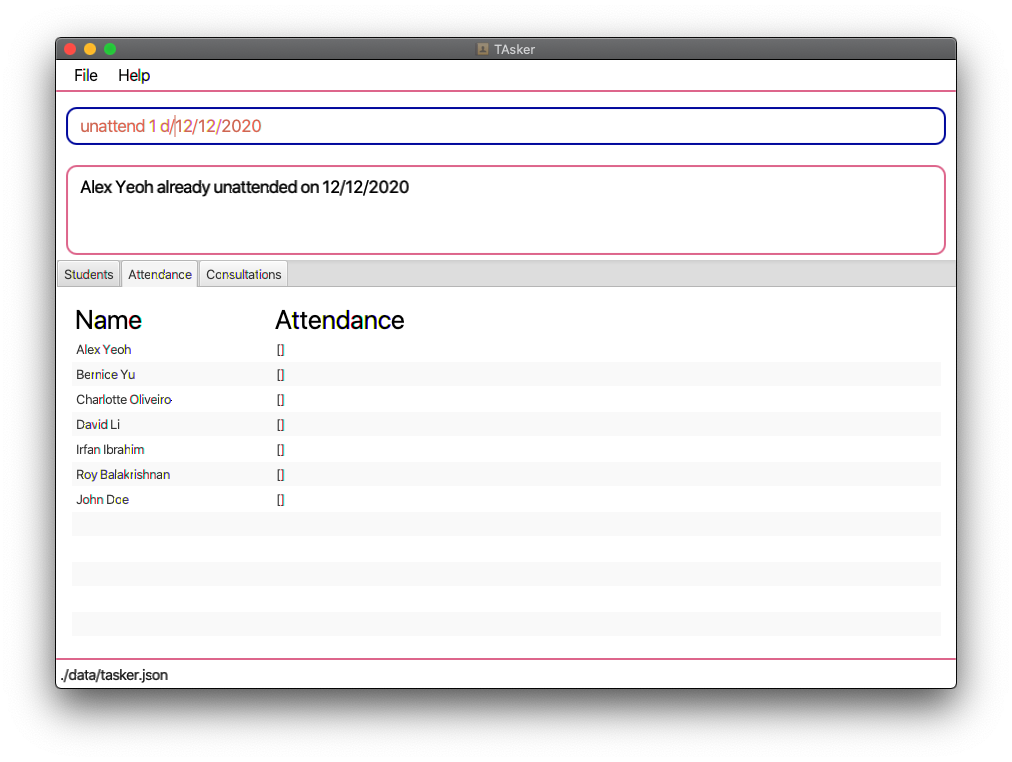 TAsker
File Help
unattend 1 d/12/12/2020
Alex Yeoh already unattended on 12/12/2020
Students Attendance Consultations
Name Attendance
Alex Yeoh []
Bernice Yu []
Charlotte Oliveiro []
David Li []
Irfan Ibrahim []
Roy Balakrishnan []
John Doe []
./data/tasker.json